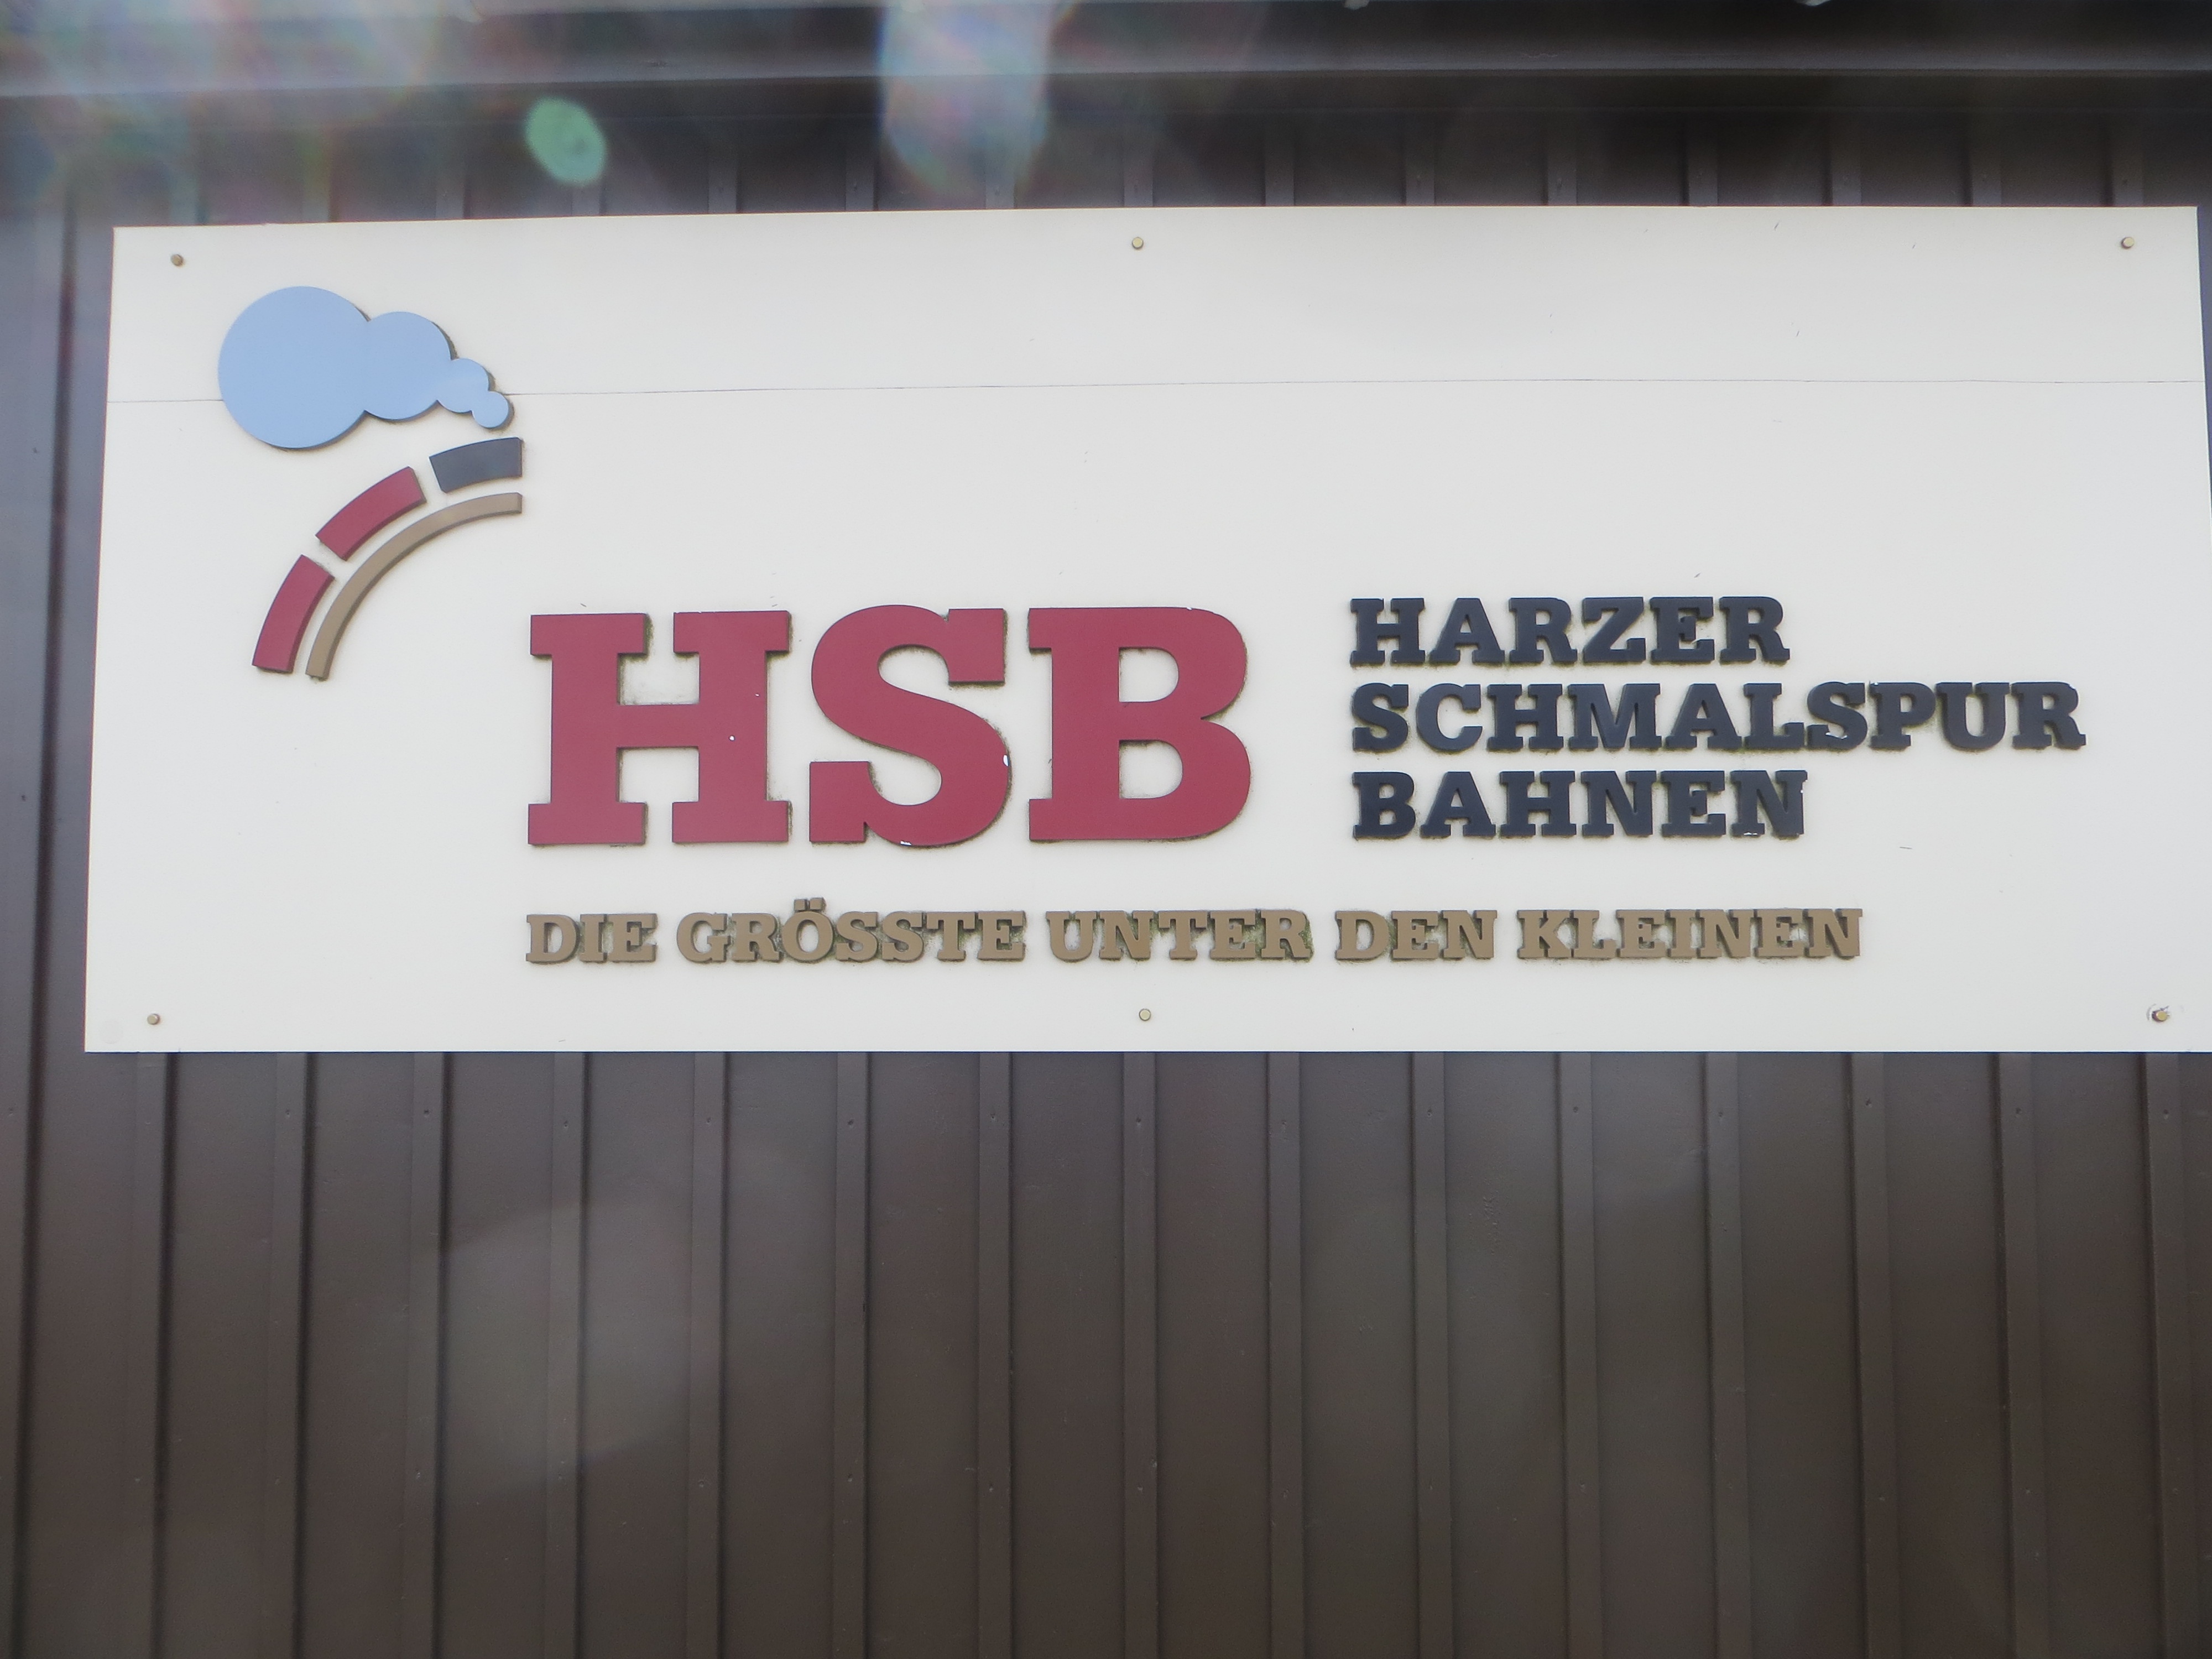 HSB
HARZER
SCHMALSPUR
BAHNEN
DIE GRÖSSTE UNTER DEN KLEINEN